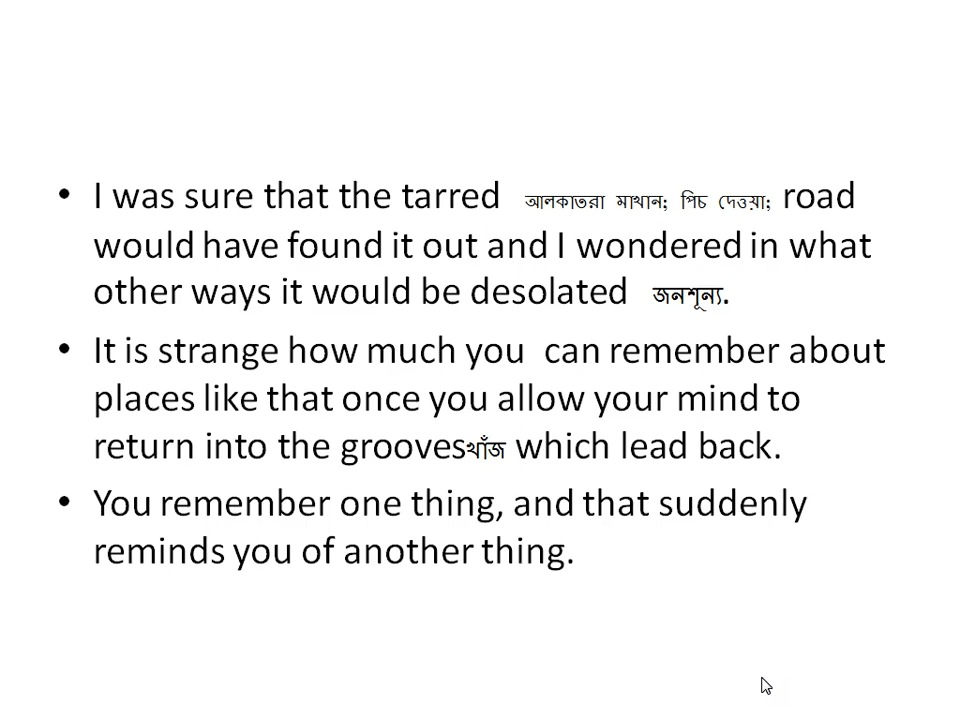 • I was sure that the tarred আলকাতরা মাখান; পিচ দেওয়া; road
would have found it out and I wondered in what
other ways it would be desolated জনশূন্য.
• It is strange how much you can remember about
places like that once you allow your mind to
return into the groovesখাঁজ which lead back.
• You remember one thing, and that suddenly
reminds you of another thing.